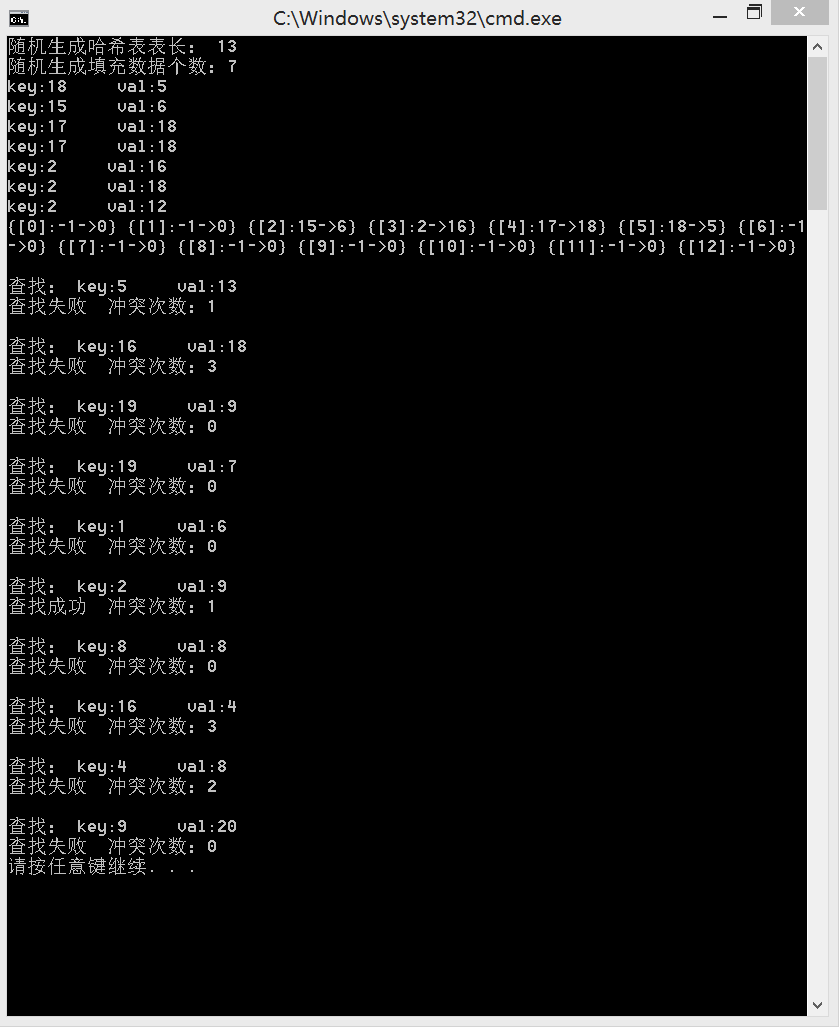 C:\Windows\system32\cmd.exe
随机生成哈希表表长： 13
随机生成填充数据个数：7
key:18     val:5
key:15     val:6
key:17     val:18
key:17     val:18
key:2     val:16
key:2     val:18
key:2     val:12
{[0]:-1->0} {[1]:-1->0} {[2]:15->6} {[3]:2->16} {[4]:17->18} {[5]:18->5} {[6]:-1
->0} {[7]:-1->0} {[8]:-1->0} {[9]:-1->0} {[10]:-1->0} {[11]:-1->0} {[12]:-1->0}
查找： key:5     val:13
查找失败  冲突次数：1
查找： key:16     val:18
查找失败  冲突次数：3
查找： key:19     val:9
查找失败  冲突次数：0
查找： key:19     val:7
查找失败  冲突次数：0
查找： key:1     val:6
查找失败  冲突次数：0
查找： key:2     val:9
查找成功  冲突次数：1
查找： key:8     val:8
查找失败  冲突次数：0
查找： key:16     val:4
查找失败  冲突次数：3
查找： key:4     val:8
查找失败  冲突次数：2
查找： key:9     val:20
查找失败  冲突次数：0
请按任意键继续. . .